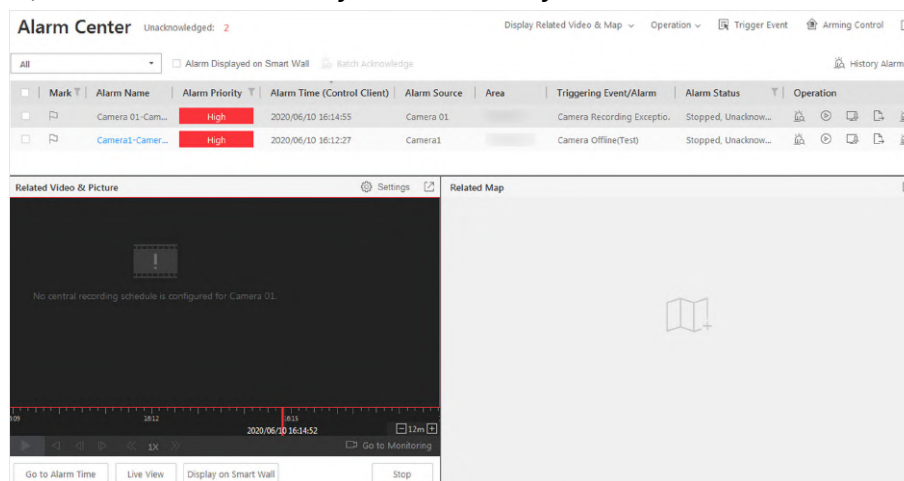 Alarm Center Unacknowledged: 2 Display Related Video & Map Operation Trigger Event Arming Control
All Alarm Displayed on Smart Wall Batch Acknowledge History Alarm
Mark Alarm Name Alarm Priority Alarm Time (Control Client) Alarm Source Area Triggering Event/Alarm Alarm Status Operation
Camera 01-Cam... High 2020/06/10 16:14:55 Camera 01 Camera Recording Exceptio. Stopped, Unacknow...
Camera1-Camer... High 2020/06/10 16:12:27 Camera1 Camera Offline(Test) Stopped, Unacknow...
Related Video & Picture Settings Related Map
No central recording schedule is configured for Camera 01.
2020/06/10 16:14:52 12m
1X Go to Monitoring
Go to Alarm Time Live View Display on Smart Wall Stop